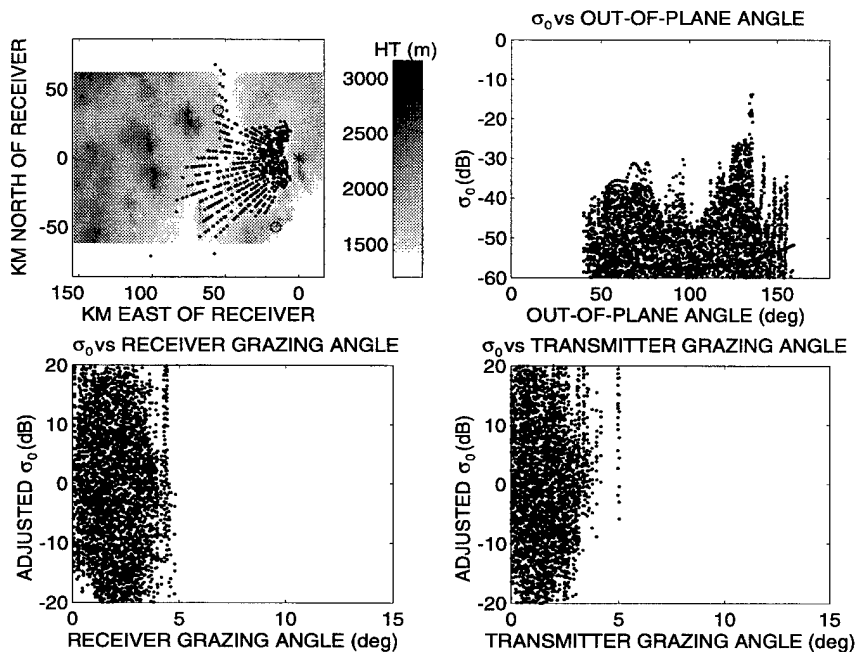 σ₀ vs OUT-OF-PLANE ANGLE
HT (m)
3000
2500
2000
1500
KM NORTH OF RECEIVER
50
0
-50
150 100 50 0
KM EAST OF RECEIVER
σ₀ (dB)
0
-10
-20
-30
-40
-50
-60
0 50 100 150
OUT-OF-PLANE ANGLE (deg)
σ₀ vs RECEIVER GRAZING ANGLE
ADJUSTED σ₀ (dB)
20
10
0
-10
-20
0 5 10 15
RECEIVER GRAZING ANGLE (deg)
σ₀ vs TRANSMITTER GRAZING ANGLE
ADJUSTED σ₀ (dB)
20
10
0
-10
-20
0 5 10 15
TRANSMITTER GRAZING ANGLE (deg)